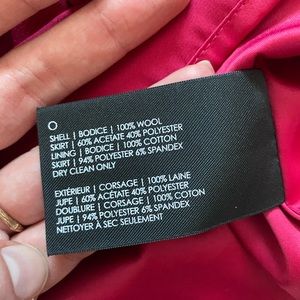 O
SHELL | BODICE | 100% WOOL
SKIRT | 60% ACETATE 40% POLYESTER
LINING | BODICE | 100% COTTON
SKIRT | 94% POLYESTER 6% SPANDEX
DRY CLEAN ONLY
EXTÉRIEUR | CORSAGE | 100% LAINE
JUPE | 60% ACETATE 40% POLYESTER
DOUBLURE | CORSAGE | 100% COTON
JUPE | 94% POLYESTER 6% SPANDEX
NETTOYER À SEC SEULEMENT